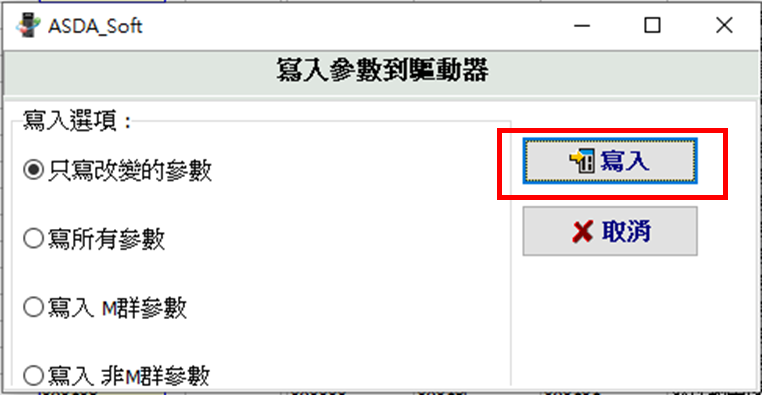 ASDA_Soft
寫入參數到驅動器
寫入選項：
只寫改變的參數
寫入
寫所有參數
取消
寫入 M群參數
寫入 非M群參數